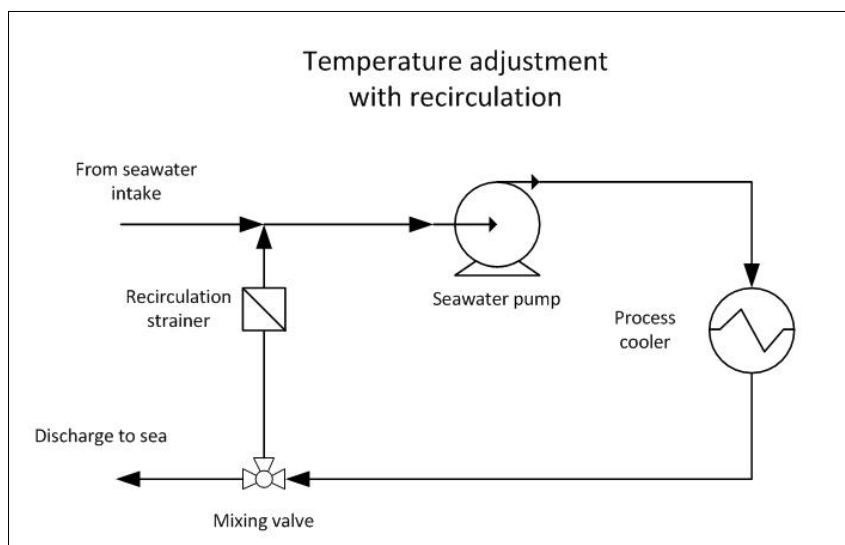 Temperature adjustment
with recirculation
From seawater
intake
Recirculation
strainer
Seawater pump
Process
cooler
Discharge to sea
Mixing valve